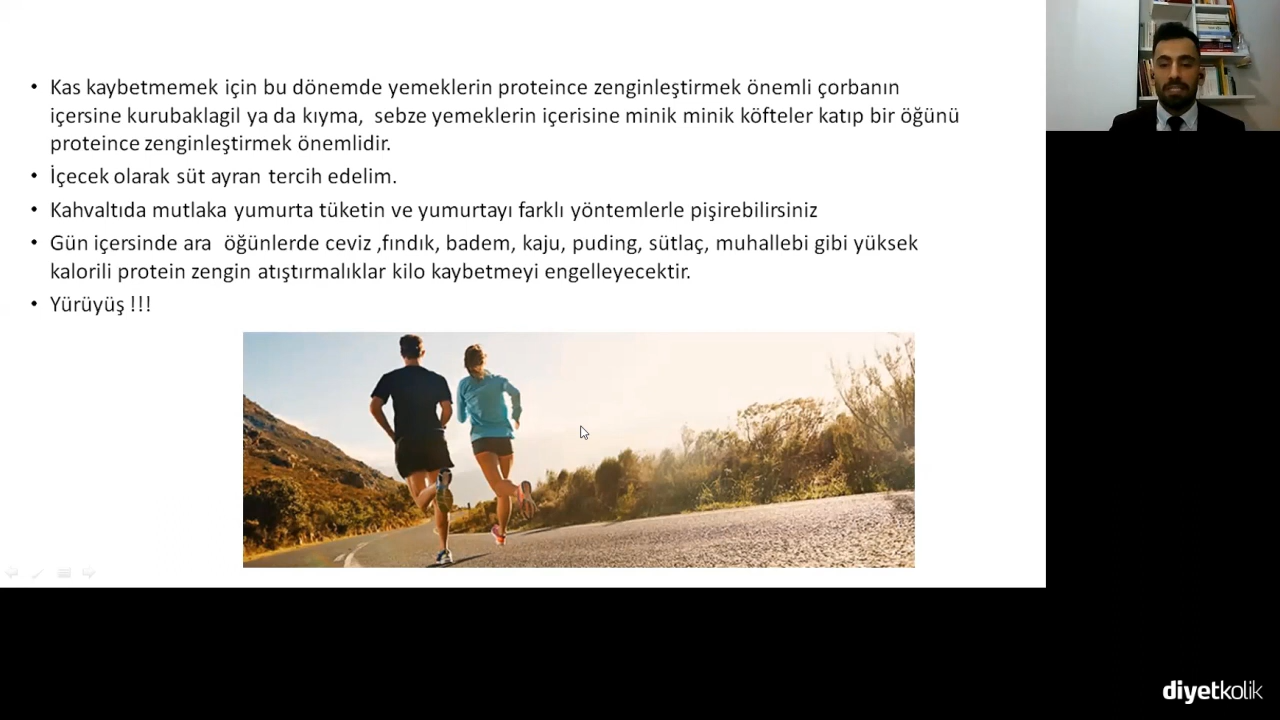 • Kas kaybetmemek için bu dönemde yemeklerin proteince zenginleştirmek önemli çorbanın
içersine kurubaklagil ya da kıyma, sebze yemeklerin içerisine minik minik köfteler katıp bir öğünü
proteince zenginleştirmek önemlidir.
• İçecek olarak süt ayran tercih edelim.
• Kahvaltıda mutlaka yumurta tüketin ve yumurtayı farklı yöntemlerle pişirebilirsiniz
• Gün içersinde ara öğünlerde ceviz ,fındık, badem, kaju, puding, sütlaç, muhallebi gibi yüksek
kalorili protein zengin atıştırmalıklar kilo kaybetmeyi engelleyecektir.
• Yürüyüş !!!
diyetkolik